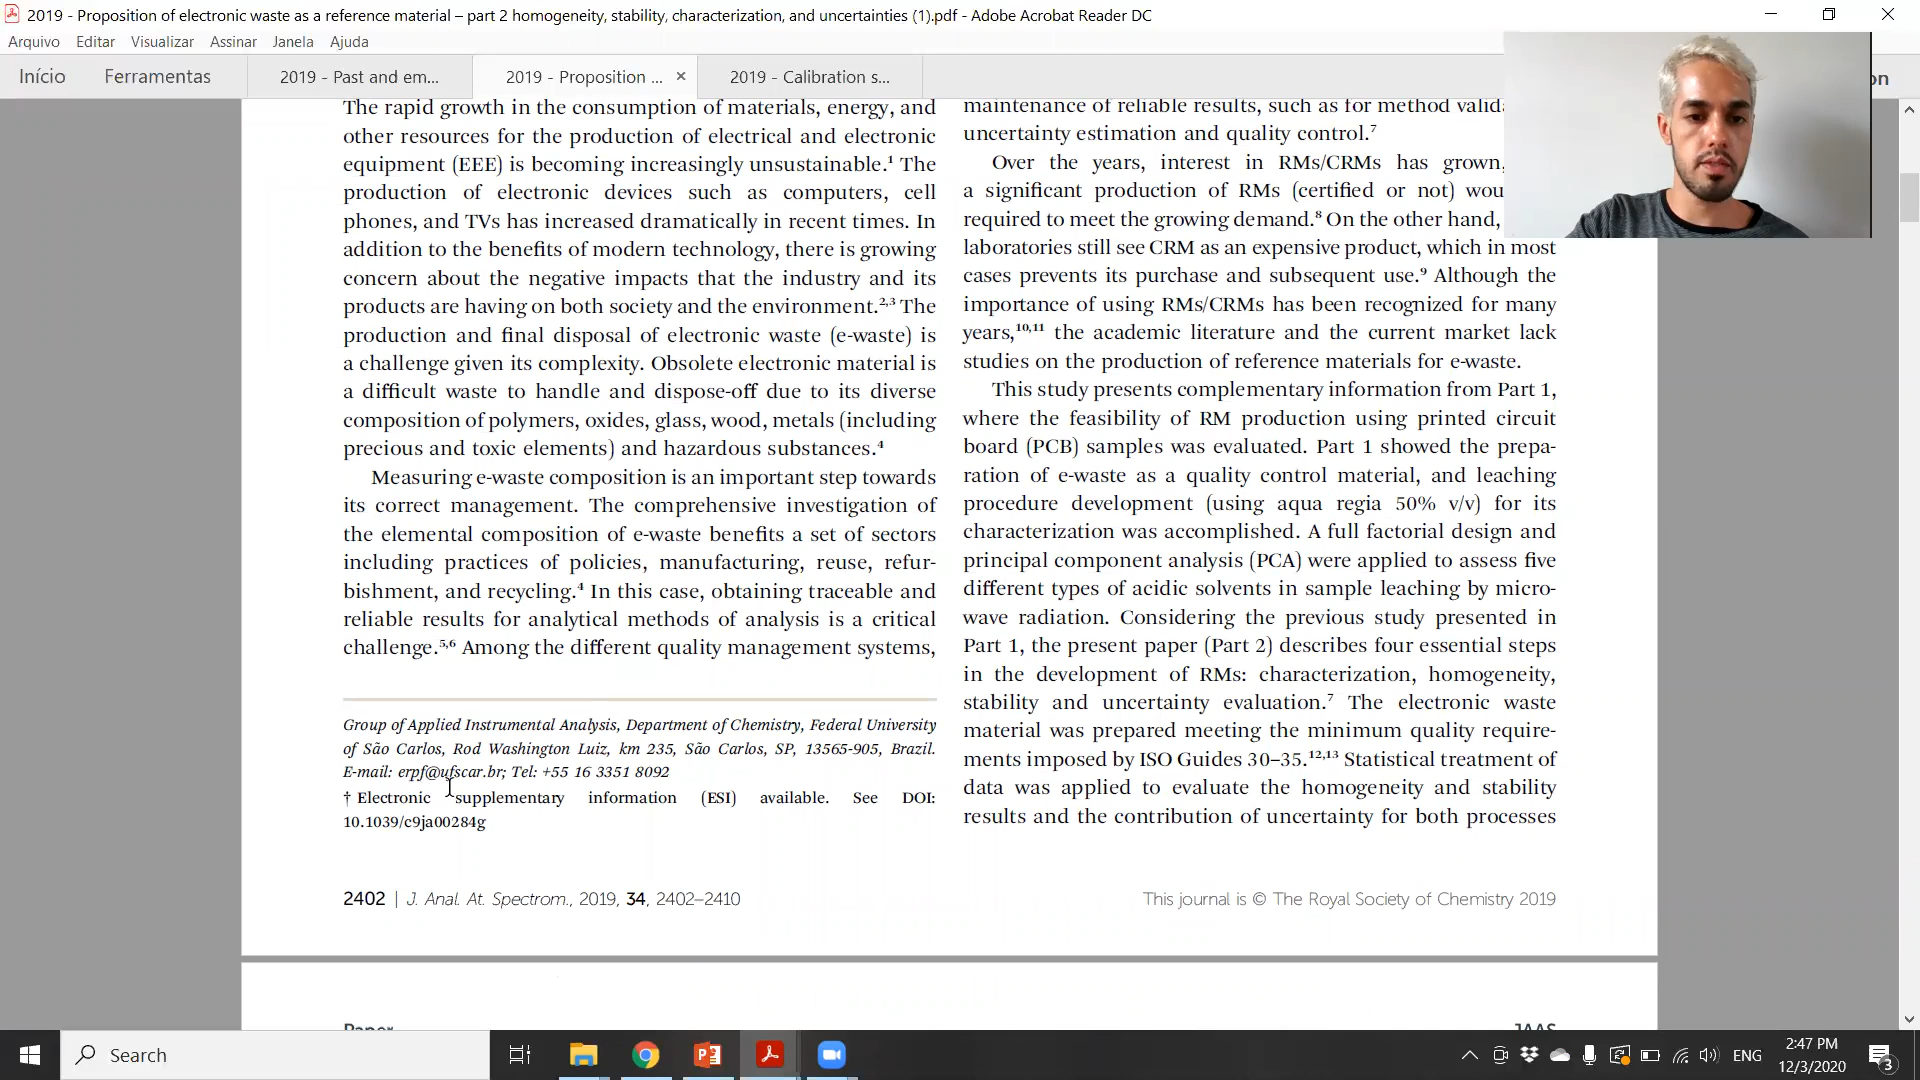 2019 - Proposition of electronic waste as a reference material – part 2 homogeneity, stability, characterization, and uncertainties (1).pdf - Adobe Acrobat Reader DC
Arquivo Editar Visualizar Assinar Janela Ajuda
Início Ferramentas 2019 - Past and em... 2019 - Proposition ... × 2019 - Calibration s... on
The rapid growth in the consumption of materials, energy, and
other resources for the production of electrical and electronic
equipment (EEE) is becoming increasingly unsustainable.¹ The
production of electronic devices such as computers, cell
phones, and TVs has increased dramatically in recent times. In
addition to the benefits of modern technology, there is growing
concern about the negative impacts that the industry and its
products are having on both society and the environment.²,³ The
production and final disposal of electronic waste (e-waste) is
a challenge given its complexity. Obsolete electronic material is
a difficult waste to handle and dispose-off due to its diverse
composition of polymers, oxides, glass, wood, metals (including
precious and toxic elements) and hazardous substances.⁴
Measuring e-waste composition is an important step towards
its correct management. The comprehensive investigation of
the elemental composition of e-waste benefits a set of sectors
including practices of policies, manufacturing, reuse, refur-
bishment, and recycling.⁴ In this case, obtaining traceable and
reliable results for analytical methods of analysis is a critical
challenge.⁵,⁶ Among the different quality management systems,
Group of Applied Instrumental Analysis, Department of Chemistry, Federal University
of São Carlos, Rod Washington Luiz, km 235, São Carlos, SP, 13565-905, Brazil.
E-mail: erpf@ufscar.br; Tel: +55 16 3351 8092
† Electronic supplementary information (ESI) available. See DOI:
10.1039/c9ja00284g
maintenance of reliable results, such as for method valida
uncertainty estimation and quality control.⁷
Over the years, interest in RMs/CRMs has grown,
a significant production of RMs (certified or not) wou
required to meet the growing demand.⁸ On the other hand,
laboratories still see CRM as an expensive product, which in most
cases prevents its purchase and subsequent use.⁹ Although the
importance of using RMs/CRMs has been recognized for many
years,¹⁰,¹¹ the academic literature and the current market lack
studies on the production of reference materials for e-waste.
This study presents complementary information from Part 1,
where the feasibility of RM production using printed circuit
board (PCB) samples was evaluated. Part 1 showed the prepa-
ration of e-waste as a quality control material, and leaching
procedure development (using aqua regia 50% v/v) for its
characterization was accomplished. A full factorial design and
principal component analysis (PCA) were applied to assess five
different types of acidic solvents in sample leaching by micro-
wave radiation. Considering the previous study presented in
Part 1, the present paper (Part 2) describes four essential steps
in the development of RMs: characterization, homogeneity,
stability and uncertainty evaluation.⁷ The electronic waste
material was prepared meeting the minimum quality require-
ments imposed by ISO Guides 30–35.¹²,¹³ Statistical treatment of
data was applied to evaluate the homogeneity and stability
results and the contribution of uncertainty for both processes
2402 | J. Anal. At. Spectrom., 2019, 34, 2402–2410
This journal is © The Royal Society of Chemistry 2019
Paper JAAS
Search
ENG
2:47 PM
12/3/2020
3